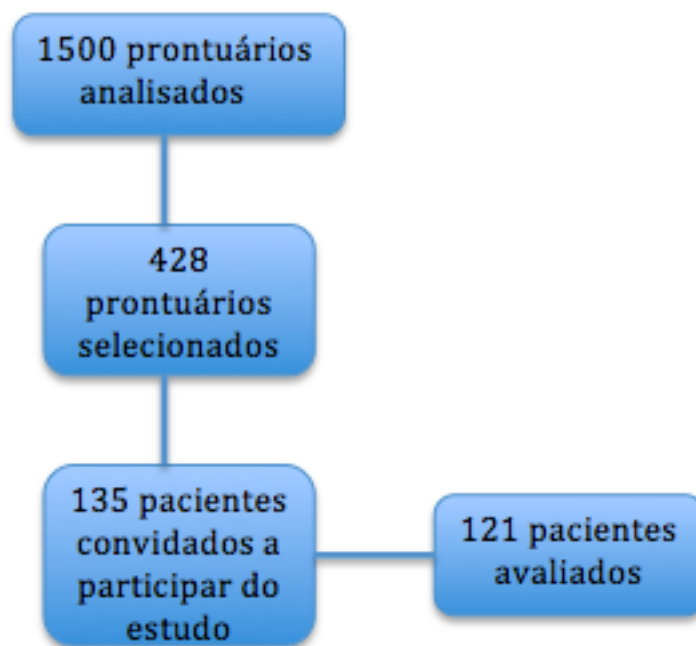 1500 prontuários
analisados
428
prontuários
selecionados
135 pacientes
convidados a
participar do
estudo
121 pacientes
avaliados